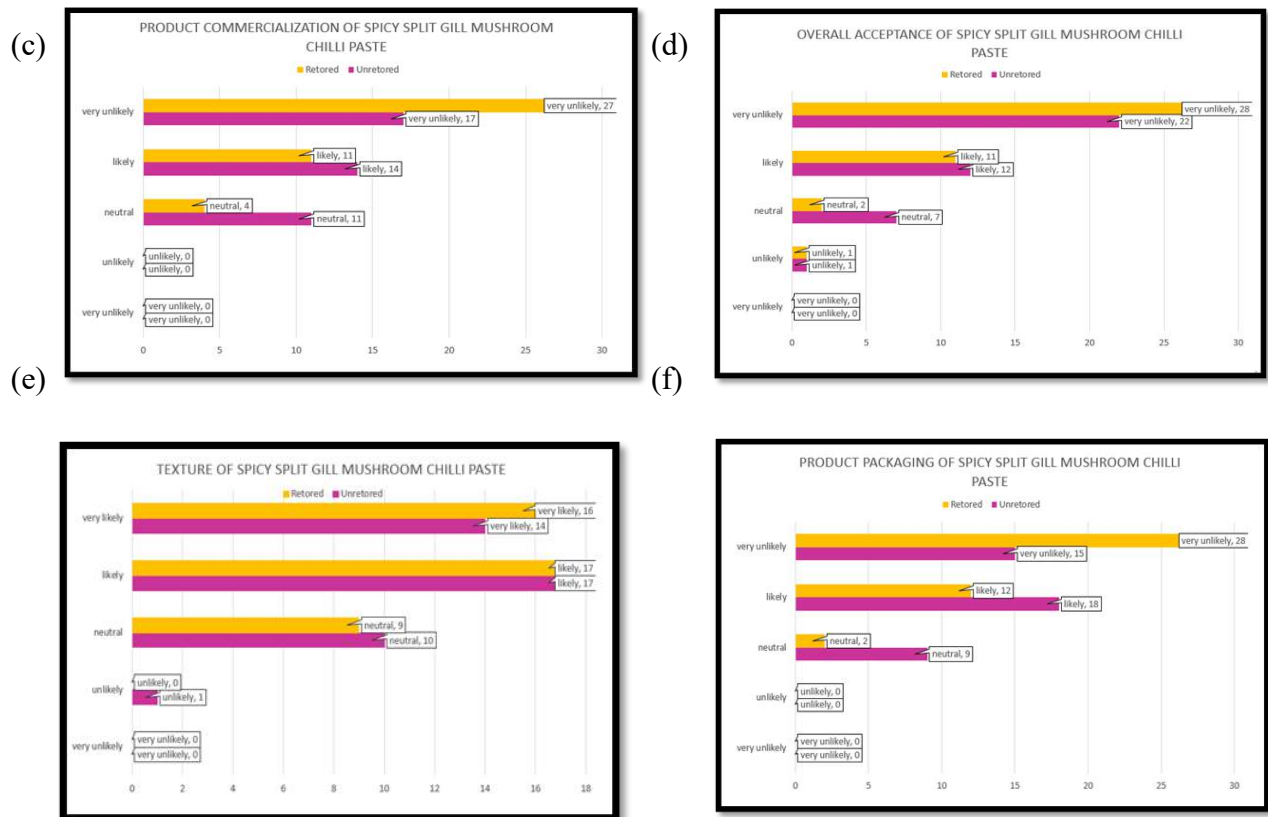 (c)
PRODUCT COMMERCIALIZATION OF SPICY SPLIT GILL MUSHROOM
CHILLI PASTE
Retored Unretored
very unlikely
very unlikely, 27
very unlikely, 17
likely
likely, 11
likely, 14
neutral
neutral, 4
neutral, 11
unlikely
unlikely, 0
unlikely, 0
very unlikely
very unlikely, 0
very unlikely, 0
0 5 10 15 20 25 30
(d)
OVERALL ACCEPTANCE OF SPICY SPLIT GILL MUSHROOM CHILLI
PASTE
Retored Unretored
very unlikely
very unlikely, 28
very unlikely, 22
likely
likely, 11
likely, 12
neutral
neutral, 2
neutral, 7
unlikely
unlikely, 1
unlikely, 1
very unlikely
very unlikely, 0
very unlikely, 0
0 5 10 15 20 25 30
(e)
TEXTURE OF SPICY SPLIT GILL MUSHROOM CHILLI PASTE
Retored Unretored
very likely
very likely, 16
very likely, 14
likely
likely, 17
likely, 17
neutral
neutral, 9
neutral, 10
unlikely
unlikely, 0
unlikely, 1
very unlikely
very unlikely, 0
very unlikely, 0
0 2 4 6 8 10 12 14 16 18
(f)
PRODUCT PACKAGING OF SPICY SPLIT GILL MUSHROOM CHILLI
PASTE
Retored Unretored
very unlikely
very unlikely, 28
very unlikely, 15
likely
likely, 12
likely, 18
neutral
neutral, 2
neutral, 9
unlikely
unlikely, 0
unlikely, 0
very unlikely
very unlikely, 0
very unlikely, 0
0 5 10 15 20 25 30